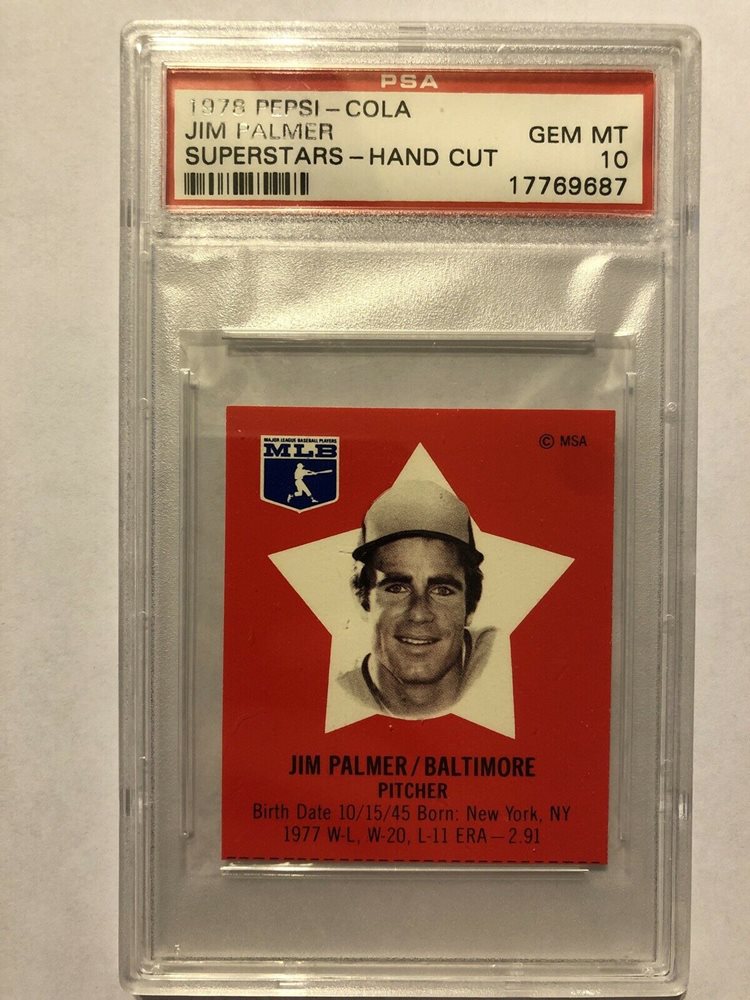 PSA
1978 PEPSI-COLA
JIM PALMER
GEM MT
SUPERSTARS-HAND CUT
10
17769687
MAJOR LEAGUE BASEBALL PLAYERS
MLB
© MSA
JIM PALMER/BALTIMORE
PITCHER
Birth Date 10/15/45 Born: New York, NY
1977 W-L, W-20, L-11 ERA—2.91